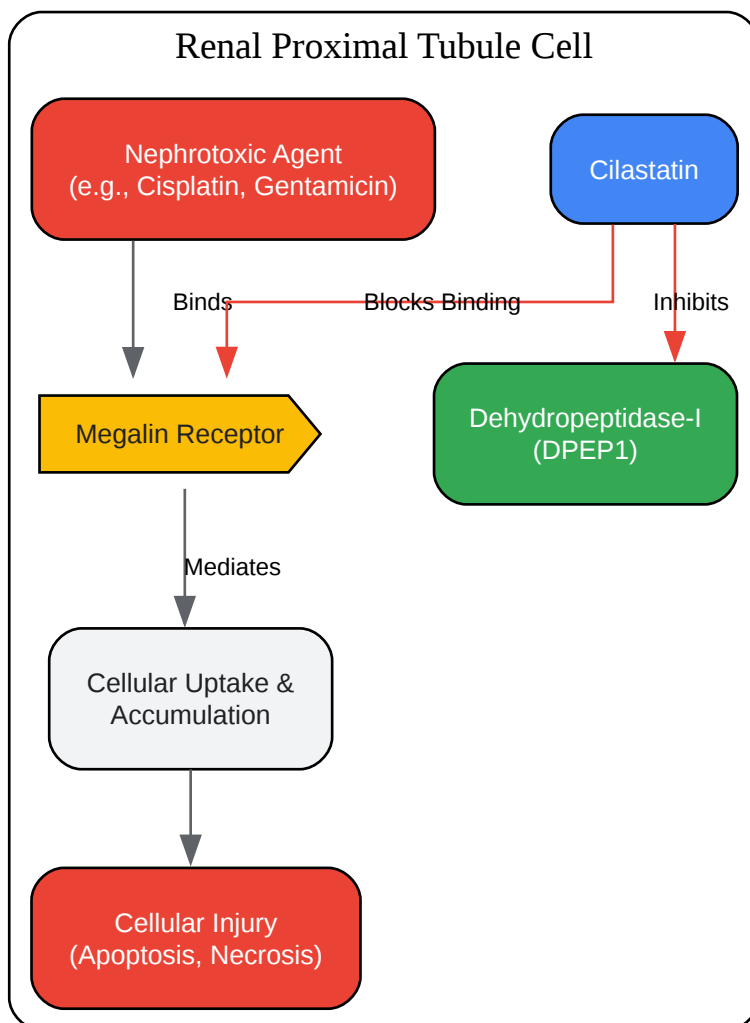 Renal Proximal Tubule Cell
Nephrotoxic Agent
(e.g., Cisplatin, Gentamicin)
Cilastatin
Binds
Blocks Binding
Inhibits
Megalin Receptor
Dehydropeptidase-I
(DPEP1)
Mediates
Cellular Uptake &
Accumulation
Cellular Injury
(Apoptosis, Necrosis)